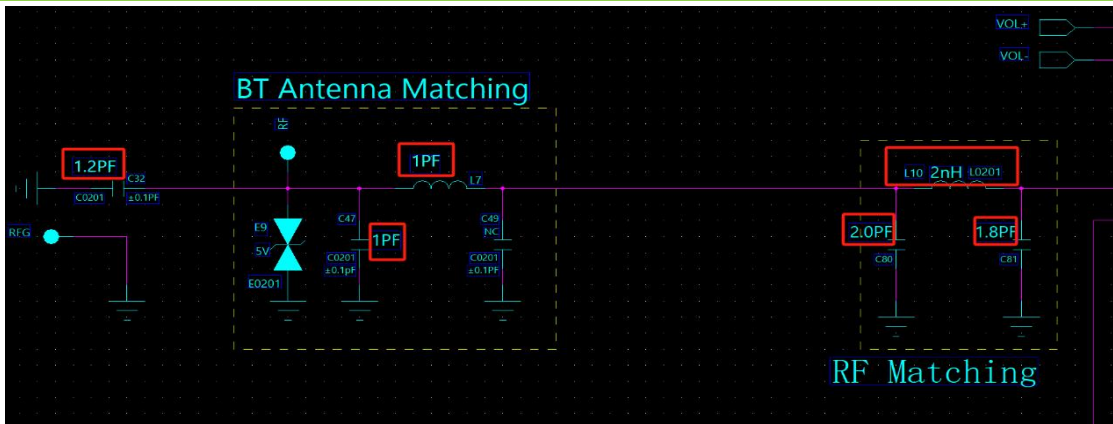 VOL+
VOL-
BT Antenna Matching
RF
1.2PF
C32
C0201
±0.1PF
1PF
L7
L10 2nH L0201
REG
E9
5V
E0201
C47
1PF
C0201
±0.1pF
C49
NC
C0201
±0.1PF
2.0PF
C80
1.8PF
C81
RF Matching